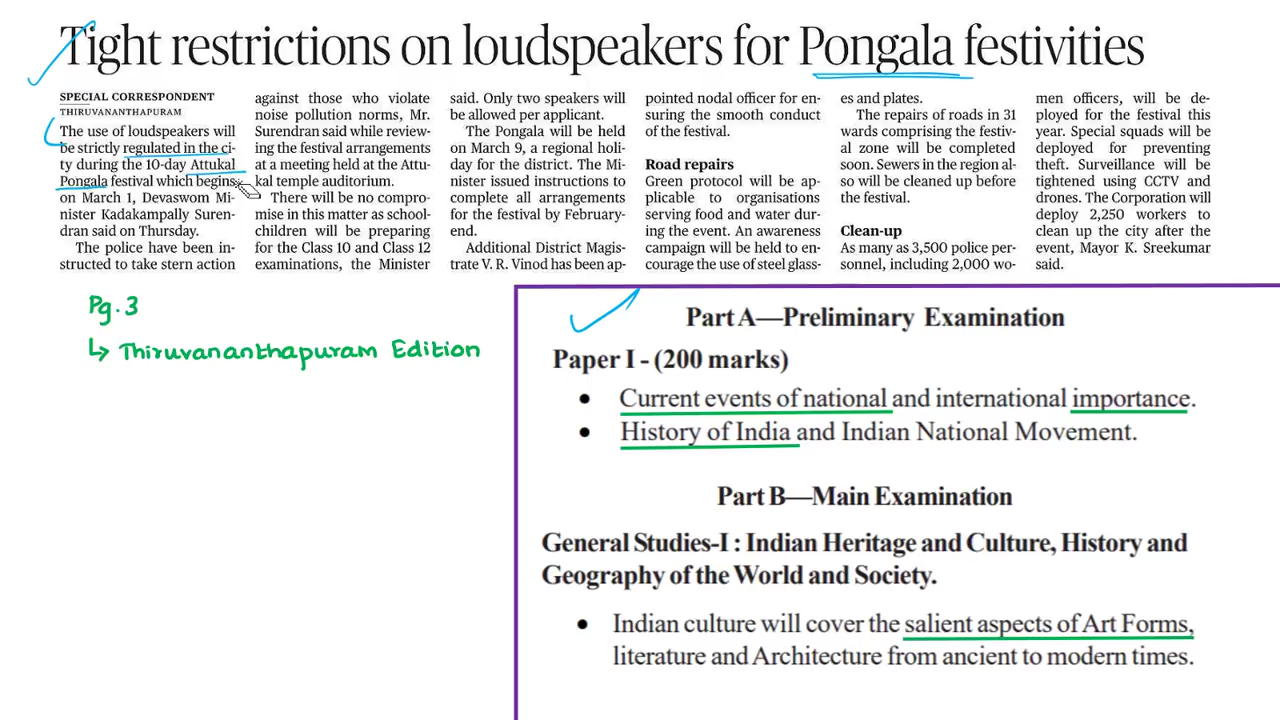 Tight restrictions on loudspeakers for Pongala festivities
SPECIAL CORRESPONDENT
THIRUVANANTHAPURAM
The use of loudspeakers will
be strictly regulated in the ci-
ty during the 10-day Attukal
Pongala festival which begins
on March 1, Devaswom Mi-
nister Kadakampally Suren-
dran said on Thursday.
The police have been in-
structed to take stern action
against those who violate
noise pollution norms, Mr.
Surendran said while review-
ing the festival arrangements
at a meeting held at the Attu-
kal temple auditorium.
There will be no compro-
mise in this matter as school-
children will be preparing
for the Class 10 and Class 12
examinations, the Minister
said. Only two speakers will
be allowed per applicant.
The Pongala will be held
on March 9, a regional holi-
day for the district. The Mi-
nister issued instructions to
complete all arrangements
for the festival by February-
end.
Additional District Magis-
trate V. R. Vinod has been ap-
pointed nodal officer for en-
suring the smooth conduct
of the festival.
Road repairs
Green protocol will be ap-
plicable to organisations
serving food and water dur-
ing the event. An awareness
campaign will be held to en-
courage the use of steel glass-
es and plates.
The repairs of roads in 31
wards comprising the festiv-
al zone will be completed
soon. Sewers in the region al-
so will be cleaned up before
the festival.
Clean-up
As many as 3,500 police per-
sonnel, including 2,000 wo-
men officers, will be de-
ployed for the festival this
year. Special squads will be
deployed for preventing
theft. Surveillance will be
tightened using CCTV and
drones. The Corporation will
deploy 2,250 workers to
clean up the city after the
event, Mayor K. Sreekumar
said.
Pg. 3
↳ Thiruvananthapuram Edition
Part A—Preliminary Examination
Paper I - (200 marks)
• Current events of national and international importance.
• History of India and Indian National Movement.
Part B—Main Examination
General Studies-I : Indian Heritage and Culture, History and
Geography of the World and Society.
• Indian culture will cover the salient aspects of Art Forms,
literature and Architecture from ancient to modern times.